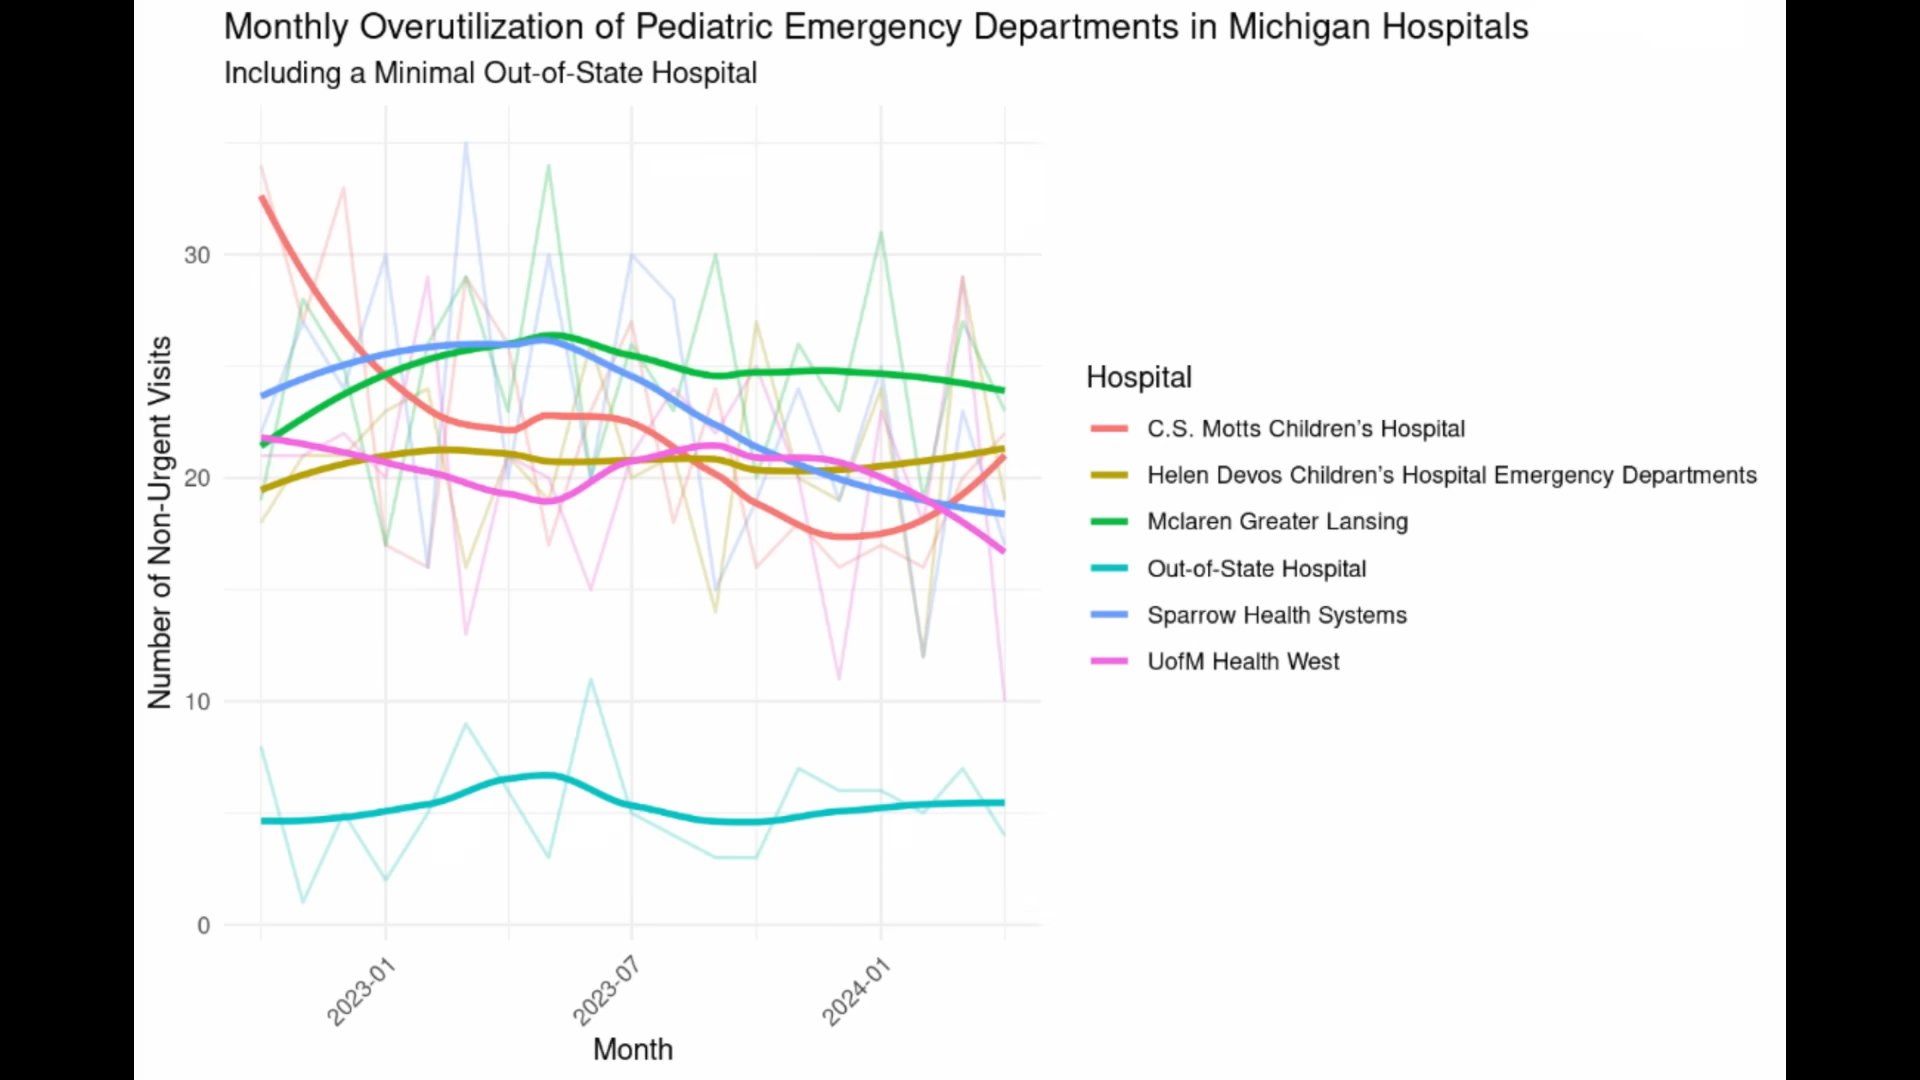 Monthly Overutilization of Pediatric Emergency Departments in Michigan Hospitals
Including a Minimal Out-of-State Hospital
Number of Non-Urgent Visits
30
20
10
0
2023-01
2023-07
2024-01
Month
Hospital
C.S. Motts Children's Hospital
Helen Devos Children's Hospital Emergency Departments
Mclaren Greater Lansing
Out-of-State Hospital
Sparrow Health Systems
UofM Health West